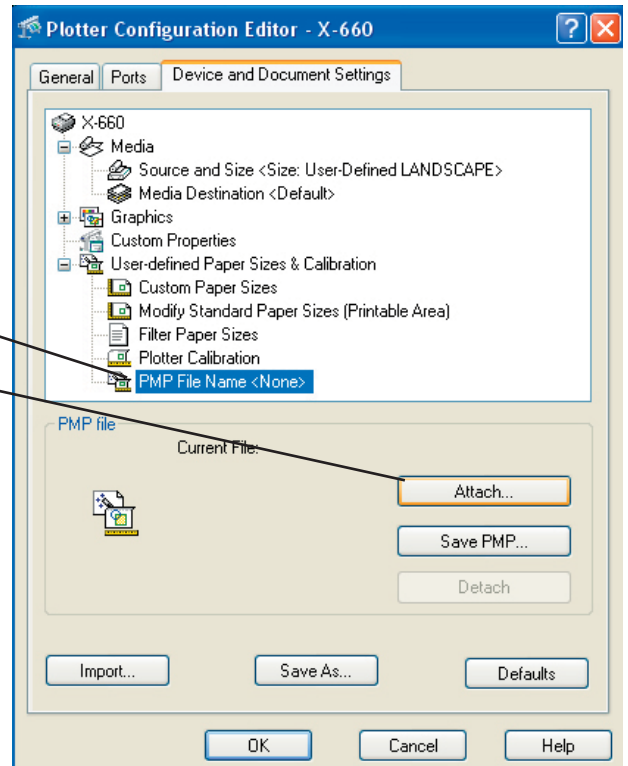 Plotter Configuration Editor - X-660
General Ports Device and Document Settings
X-660
Media
Source and Size <Size: User-Defined LANDSCAPE>
Media Destination <Default>
Graphics
Custom Properties
User-defined Paper Sizes & Calibration
Custom Paper Sizes
Modify Standard Paper Sizes (Printable Area)
Filter Paper Sizes
Plotter Calibration
PMP File Name <None>
PMP file
Current File:
Attach...
Save PMP...
Detach
Import... Save As... Defaults
OK Cancel Help